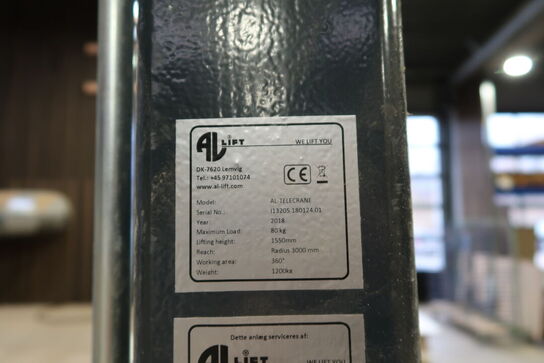 AL LIFT ® WE LIFT YOU
DK-7620 Lemvig
Tel.: +45 97101074
www.al-lift.com
CE
Model: AL-TELECRANE
Serial No.: I13205.180124.01
Year: 2018
Maximum Load: 80 kg
Lifting height: 1550mm
Reach: Radius 3000 mm
Working area: 360°
Weight: 1200kg
Dette anlæg serviceres af:
AL LIFT WE LIFT YOU